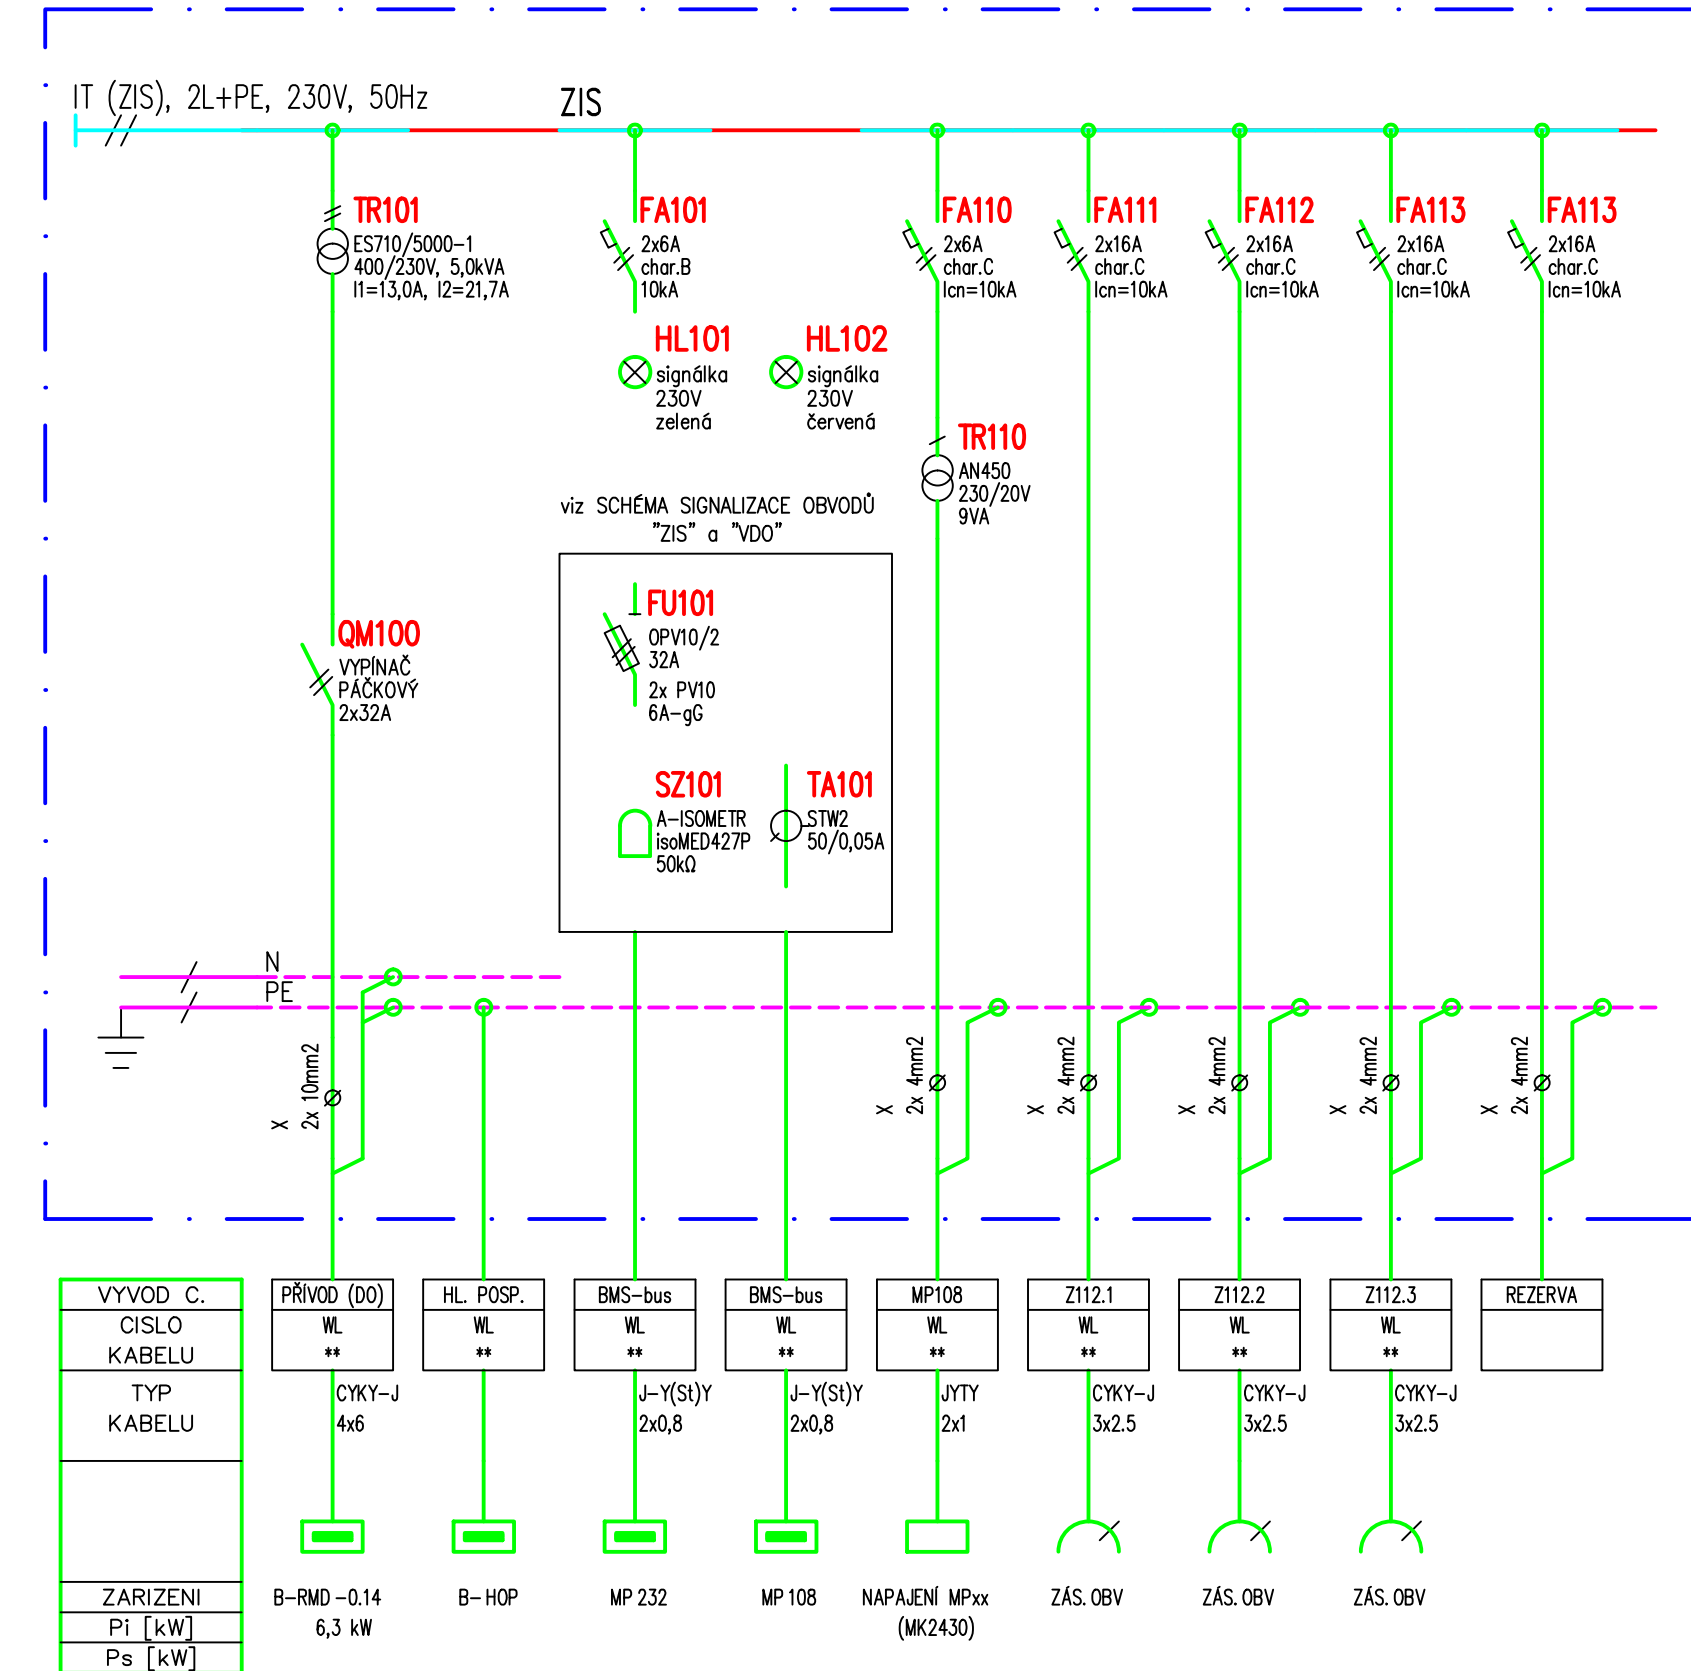 IT (ZIS), 2L+PE, 230V, 50Hz
ZIS
TR101
ES710/5000-1
400/230V, 5,0kVA
I1=13,0A, I2=21,7A
FA101
2x6A
char.B
10kA
FA110
2x6A
char.C
Icn=10kA
FA111
2x16A
char.C
Icn=10kA
FA112
2x16A
char.C
Icn=10kA
FA113
2x16A
char.C
Icn=10kA
FA113
2x16A
char.C
Icn=10kA
HL101
signálka
230V
zelená
HL102
signálka
230V
červená
TR110
AN450
230/20V
9VA
viz SCHÉMA SIGNALIZACE OBVODŮ
"ZIS" a "VDO"
FU101
OPV10/2
32A
2x PV10
6A-gG
QM100
VYPÍNAČ
PÁČKOVÝ
2x32A
SZ101
A-ISOMETR
isoMED427P
50kΩ
TA101
STW2
50/0,05A
N
PE
X
2x 10mm2
X
2x 4mm2
X
2x 4mm2
X
2x 4mm2
X
2x 4mm2
X
2x 4mm2
VYVOD C.
PŘÍVOD (DO)
HL. POSP.
BMS-bus
BMS-bus
MP108
Z112.1
Z112.2
Z112.3
REZERVA
CISLO
KABELU
WL
**
WL
**
WL
**
WL
**
WL
**
WL
**
WL
**
WL
**
TYP
KABELU
CYKY-J
4x6
J-Y(St)Y
2x0,8
J-Y(St)Y
2x0,8
JYTY
2x1
CYKY-J
3x2.5
CYKY-J
3x2.5
CYKY-J
3x2.5
ZARIZENI
B-RMD-0.14
B-HOP
MP 232
MP 108
NAPAJENÍ MPxx
(MK2430)
ZÁS. OBV
ZÁS. OBV
ZÁS. OBV
Pi [kW]
6,3 kW
Ps [kW]